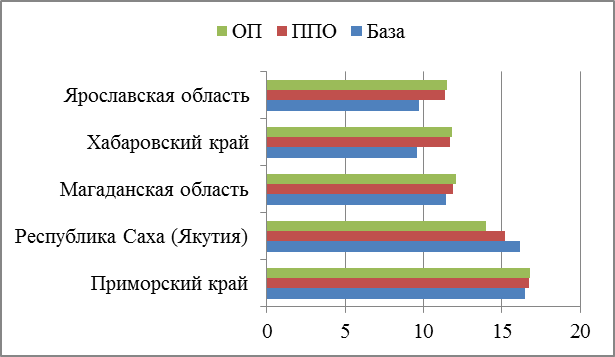 ОП ППО База
Ярославская область
Хабаровский край
Магаданская область
Республика Саха (Якутия)
Приморский край
0 5 10 15 20